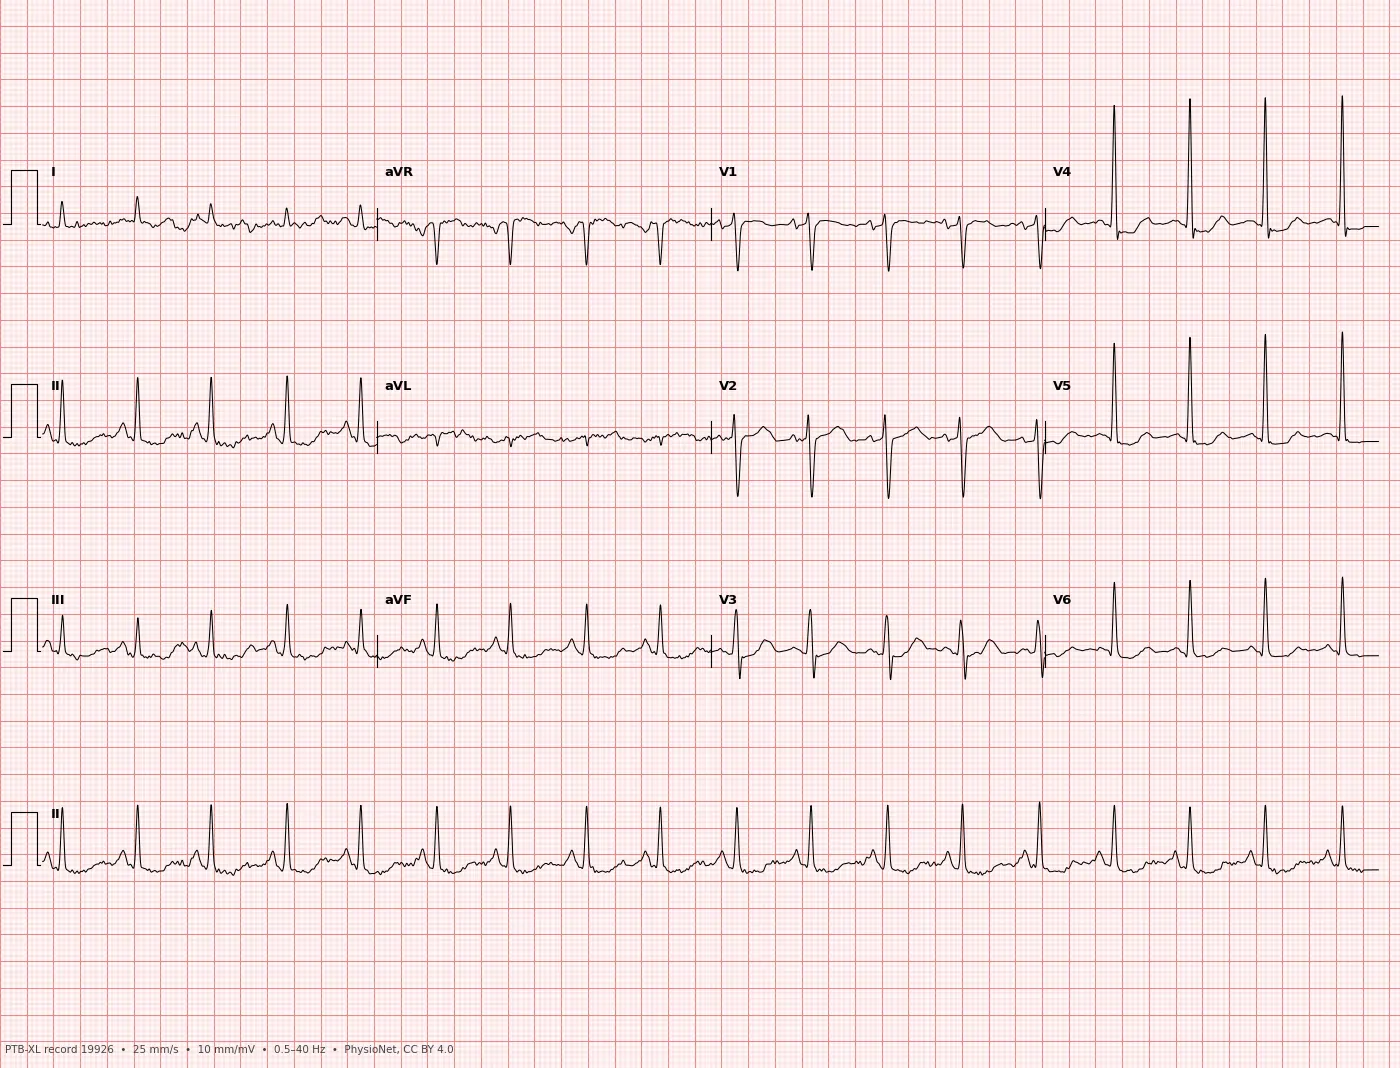 I aVR V1 V4
II aVL V2 V5
III aVF V3 V6
II
PTB-XL record 19926 • 25 mm/s • 10 mm/mV • 0.5–40 Hz • PhysioNet, CC BY 4.0